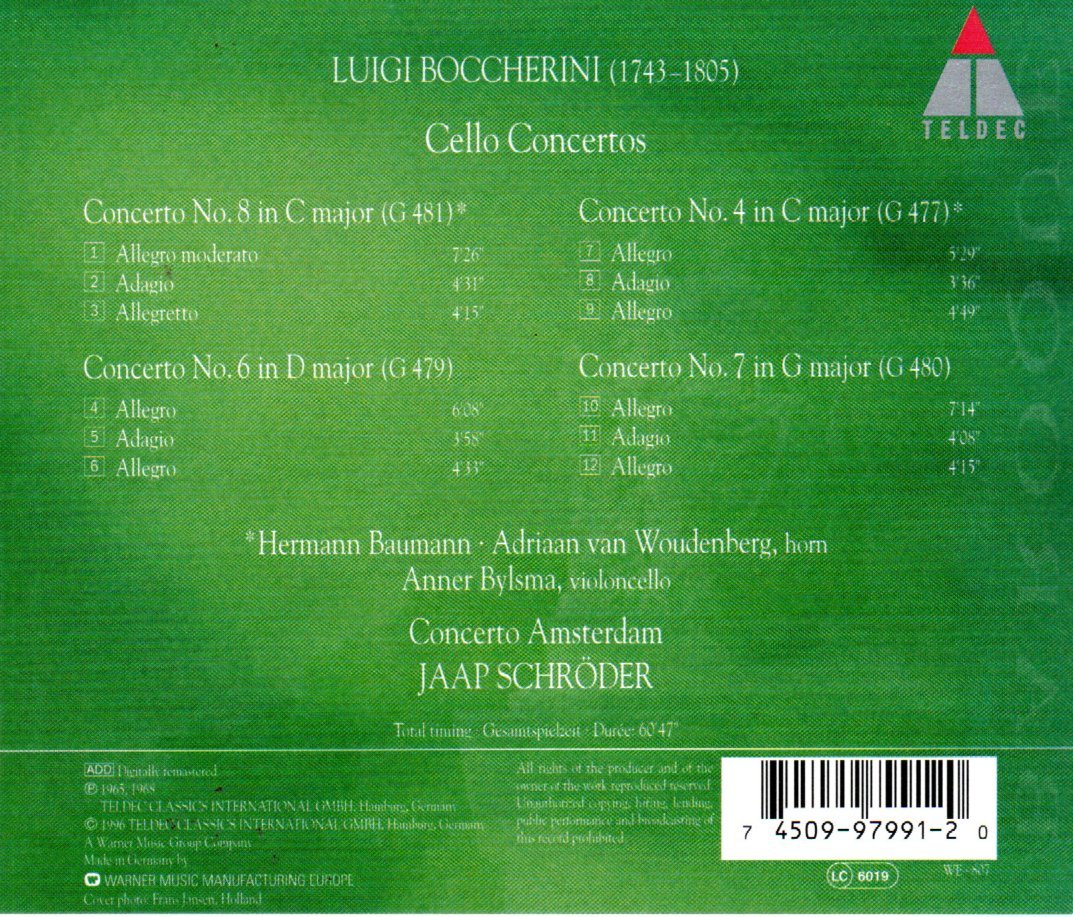 LUIGI BOCCHERINI (1743–1805)
TELDEC
Cello Concertos
Concerto No. 8 in C major (G 481)*
1 Allegro moderato 7'26"
2 Adagio 4'31"
3 Allegretto 4'15"
Concerto No. 6 in D major (G 479)
4 Allegro 6'08"
5 Adagio 3'58"
6 Allegro 4'33"
Concerto No. 4 in C major (G 477)*
7 Allegro 5'29"
8 Adagio 3'36"
9 Allegro 4'49"
Concerto No. 7 in G major (G 480)
10 Allegro 7'14"
11 Adagio 4'08"
12 Allegro 4'15"
*Hermann Baumann · Adriaan van Woudenberg, horn
Anner Bylsma, violoncello
Concerto Amsterdam
JAAP SCHRÖDER
Total timing · Gesamtspielzeit · Durée: 60'47"
ADD Digitally remastered
℗ 1965, 1968
TELDEC CLASSICS INTERNATIONAL GMBH, Hamburg, Germany
© 1996 TELDEC CLASSICS INTERNATIONAL GMBH, Hamburg, Germany
A Warner Music Group Company
Made in Germany by
WARNER MUSIC MANUFACTURING EUROPE
Cover photo: Frans Jansen, Holland
All rights of the producer and of the
owner of the work reproduced reserved.
Unauthorized copying, hiring, lending,
public performance and broadcasting of
this record prohibited.
7 4509-97991-2 0
LC 6019
WE · 807